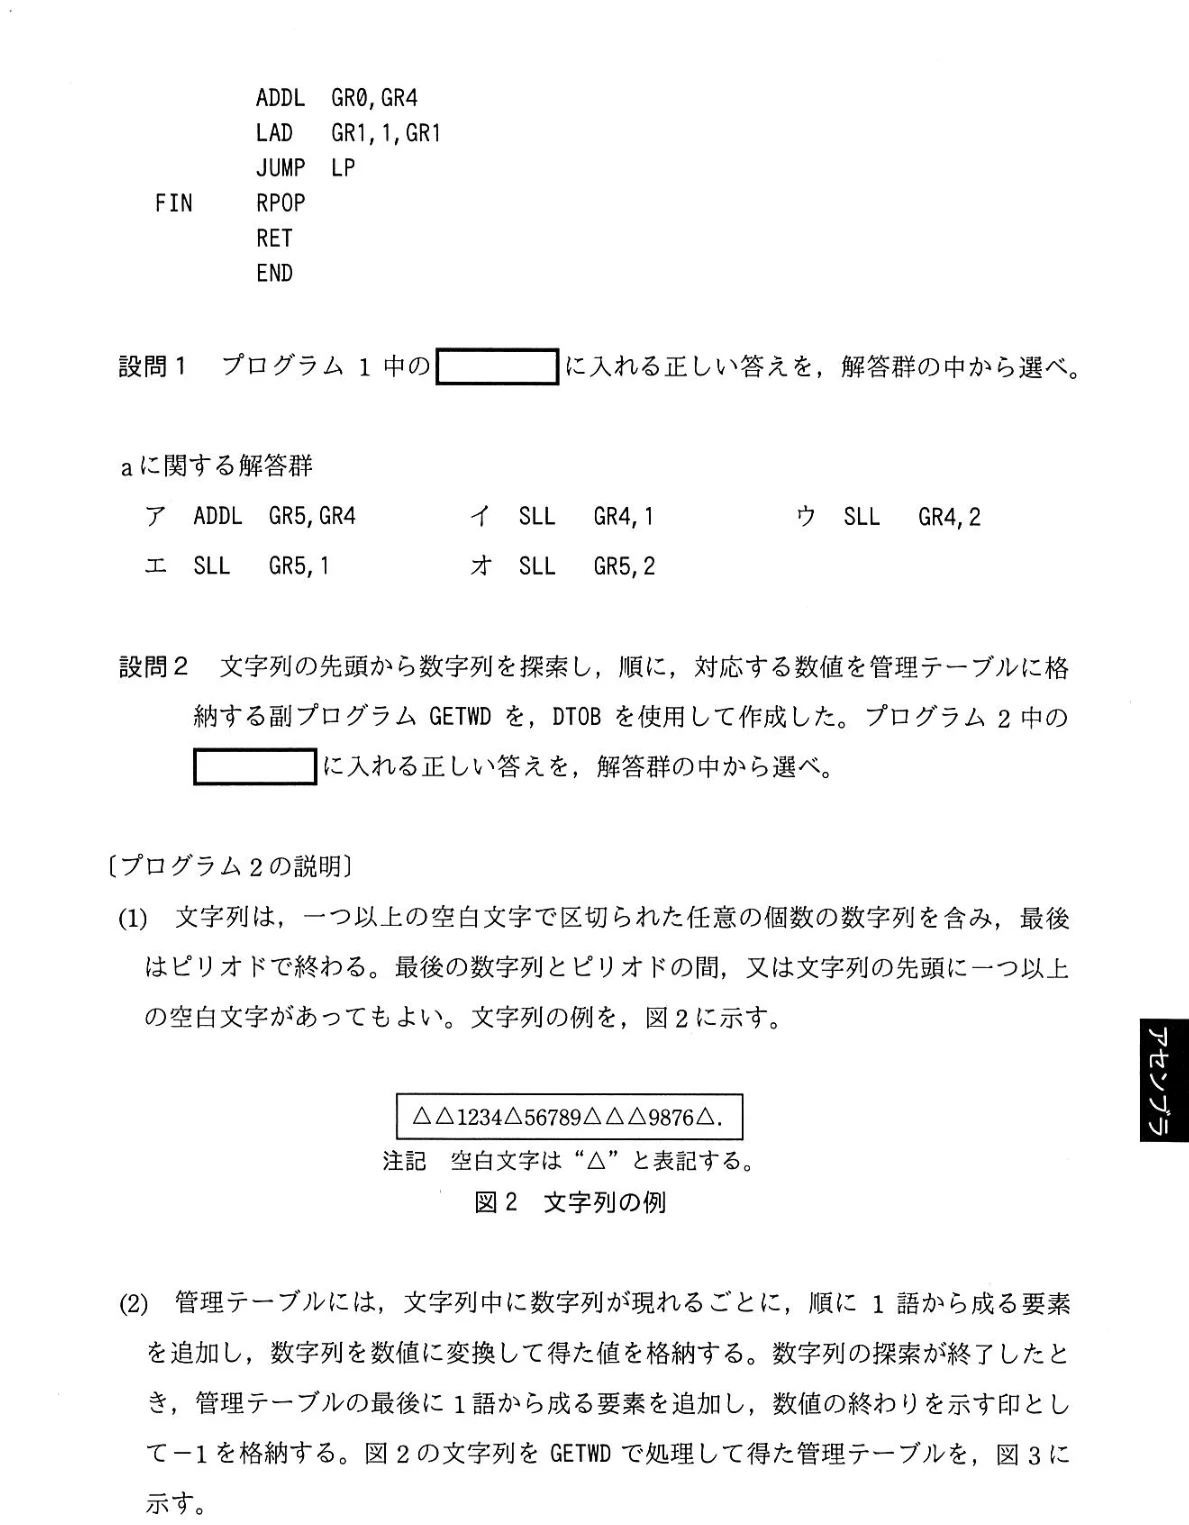 ADDL GR0,GR4
LAD GR1,1,GR1
JUMP LP
FIN RPOP
RET
END
設問1 プログラム 1 中の に入れる正しい答えを，解答群の中から選べ。
aに関する解答群
ア ADDL GR5,GR4 イ SLL GR4,1 ウ SLL GR4,2
エ SLL GR5,1 オ SLL GR5,2
設問2 文字列の先頭から数字列を探索し，順に，対応する数値を管理テーブルに格
納する副プログラム GETWD を，DTOB を使用して作成した。プログラム 2 中の
に入れる正しい答えを，解答群の中から選べ。
〔プログラム2の説明〕
(1) 文字列は，一つ以上の空白文字で区切られた任意の個数の数字列を含み，最後
はピリオドで終わる。最後の数字列とピリオドの間，又は文字列の先頭に一つ以上
の空白文字があってもよい。文字列の例を，図2に示す。
△△1234△56789△△△9876△.
注記 空白文字は“△”と表記する。
図2 文字列の例
(2) 管理テーブルには，文字列中に数字列が現れるごとに，順に 1 語から成る要素
を追加し，数字列を数値に変換して得た値を格納する。数字列の探索が終了したと
き，管理テーブルの最後に1語から成る要素を追加し，数値の終わりを示す印とし
て－1を格納する。図2の文字列を GETWD で処理して得た管理テーブルを，図3に
示す。
アセンブラ